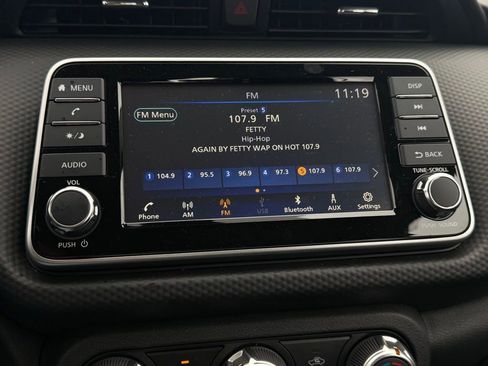 MENU
AUDIO
VOL
PUSH
FM
11:19
FM Menu
Preset 5
107.9 FM
FETTY
Hip-Hop
AGAIN BY FETTY WAP ON HOT 107.9
1 104.9 2 95.5 3 96.9 4 97.3 5 107.9 6 107.9
Phone AM FM USB Bluetooth AUX Settings
DISP
BACK
TUNE·SCROLL
PUSH SOUND